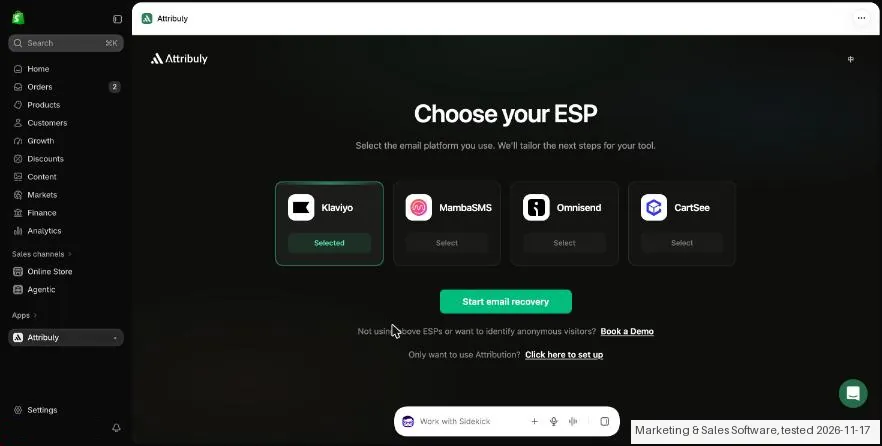 Attribuly
Search ⌘K
Home
Orders 2
Products
Customers
Growth
Discounts
Content
Markets
Finance
Analytics
Sales channels
Online Store
Agentic
Apps
Attribuly
Settings
Attribuly
中
Choose your ESP
Select the email platform you use. We'll tailor the next steps for your tool.
Klaviyo MambaSMS Omnisend CartSee
Selected Select Select Select
Start email recovery
Not using above ESPs or want to identify anonymous visitors? Book a Demo
Only want to use Attribution? Click here to set up
Work with Sidekick
Marketing & Sales Software, tested 2026-11-17